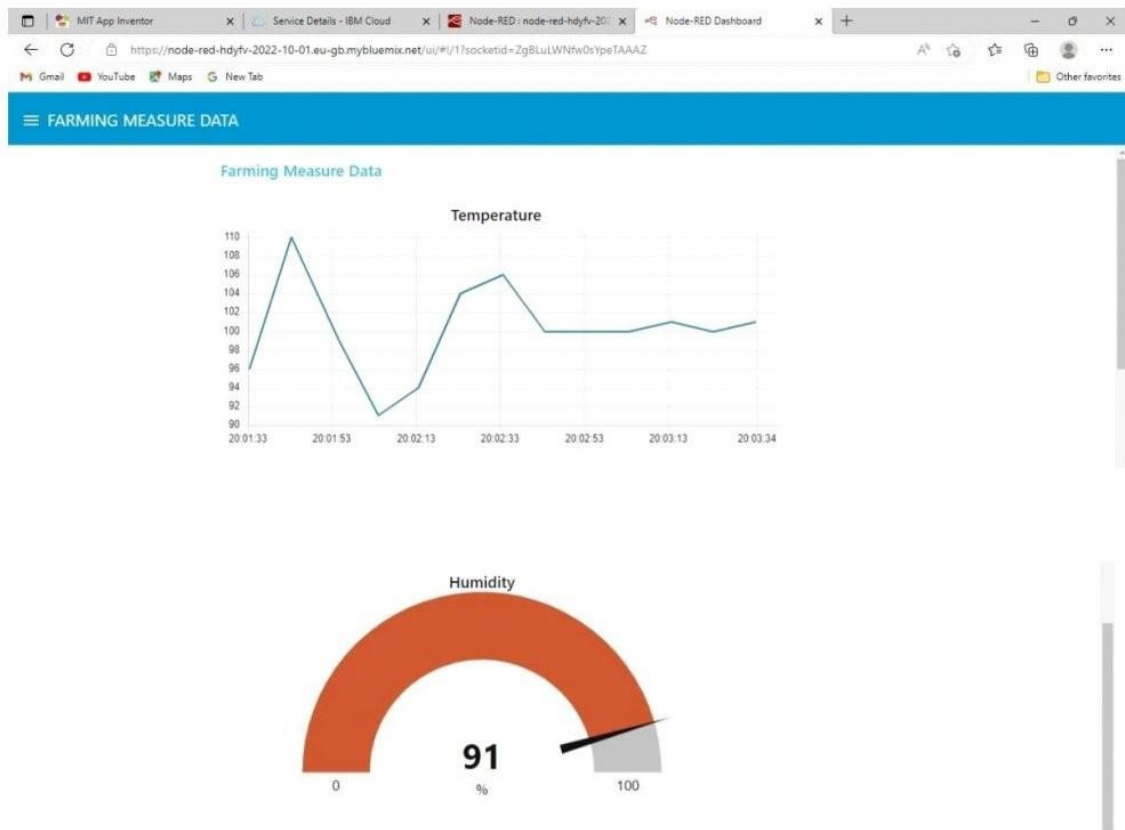 MIT App Inventor
Service Details - IBM Cloud
Node-RED : node-red-hdyfv-202
Node-RED Dashboard
https://node-red-hdyfv-2022-10-01.eu-gb.mybluemix.net/ui/#!/1?socketid=ZgBLuLWNfw0sYpeTAAAZ
Gmail YouTube Maps New Tab Other favorites
FARMING MEASURE DATA
Farming Measure Data
Temperature
110
108
106
104
102
100
98
96
94
92
90
20:01:33 20:01:53 20:02:13 20:02:33 20:02:53 20:03:13 20:03:34
Humidity
91
%
0 100